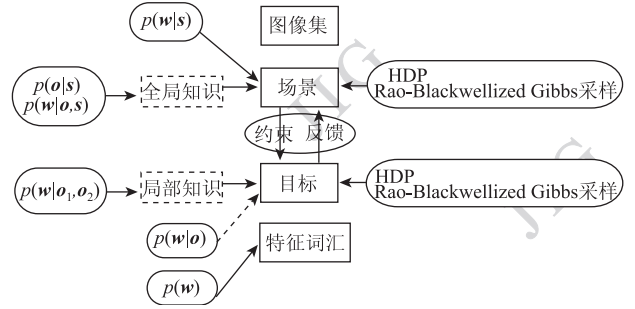 p(w|s)
图像集
p(o|s)
p(w|o,s)
全局知识
场景
HDP
Rao-Blackwellized Gibbs采样
约束 反馈
p(w|o₁,o₂)
局部知识
目标
HDP
Rao-Blackwellized Gibbs采样
p(w|o)
特征词汇
p(w)
JIG
JIG